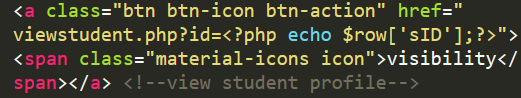 <a class="btn btn-icon btn-action" href="
viewstudent.php?id=<?php echo $row['sID'];?>">
<span class="material-icons icon">visibility</
span></a> <!--view student profile-->